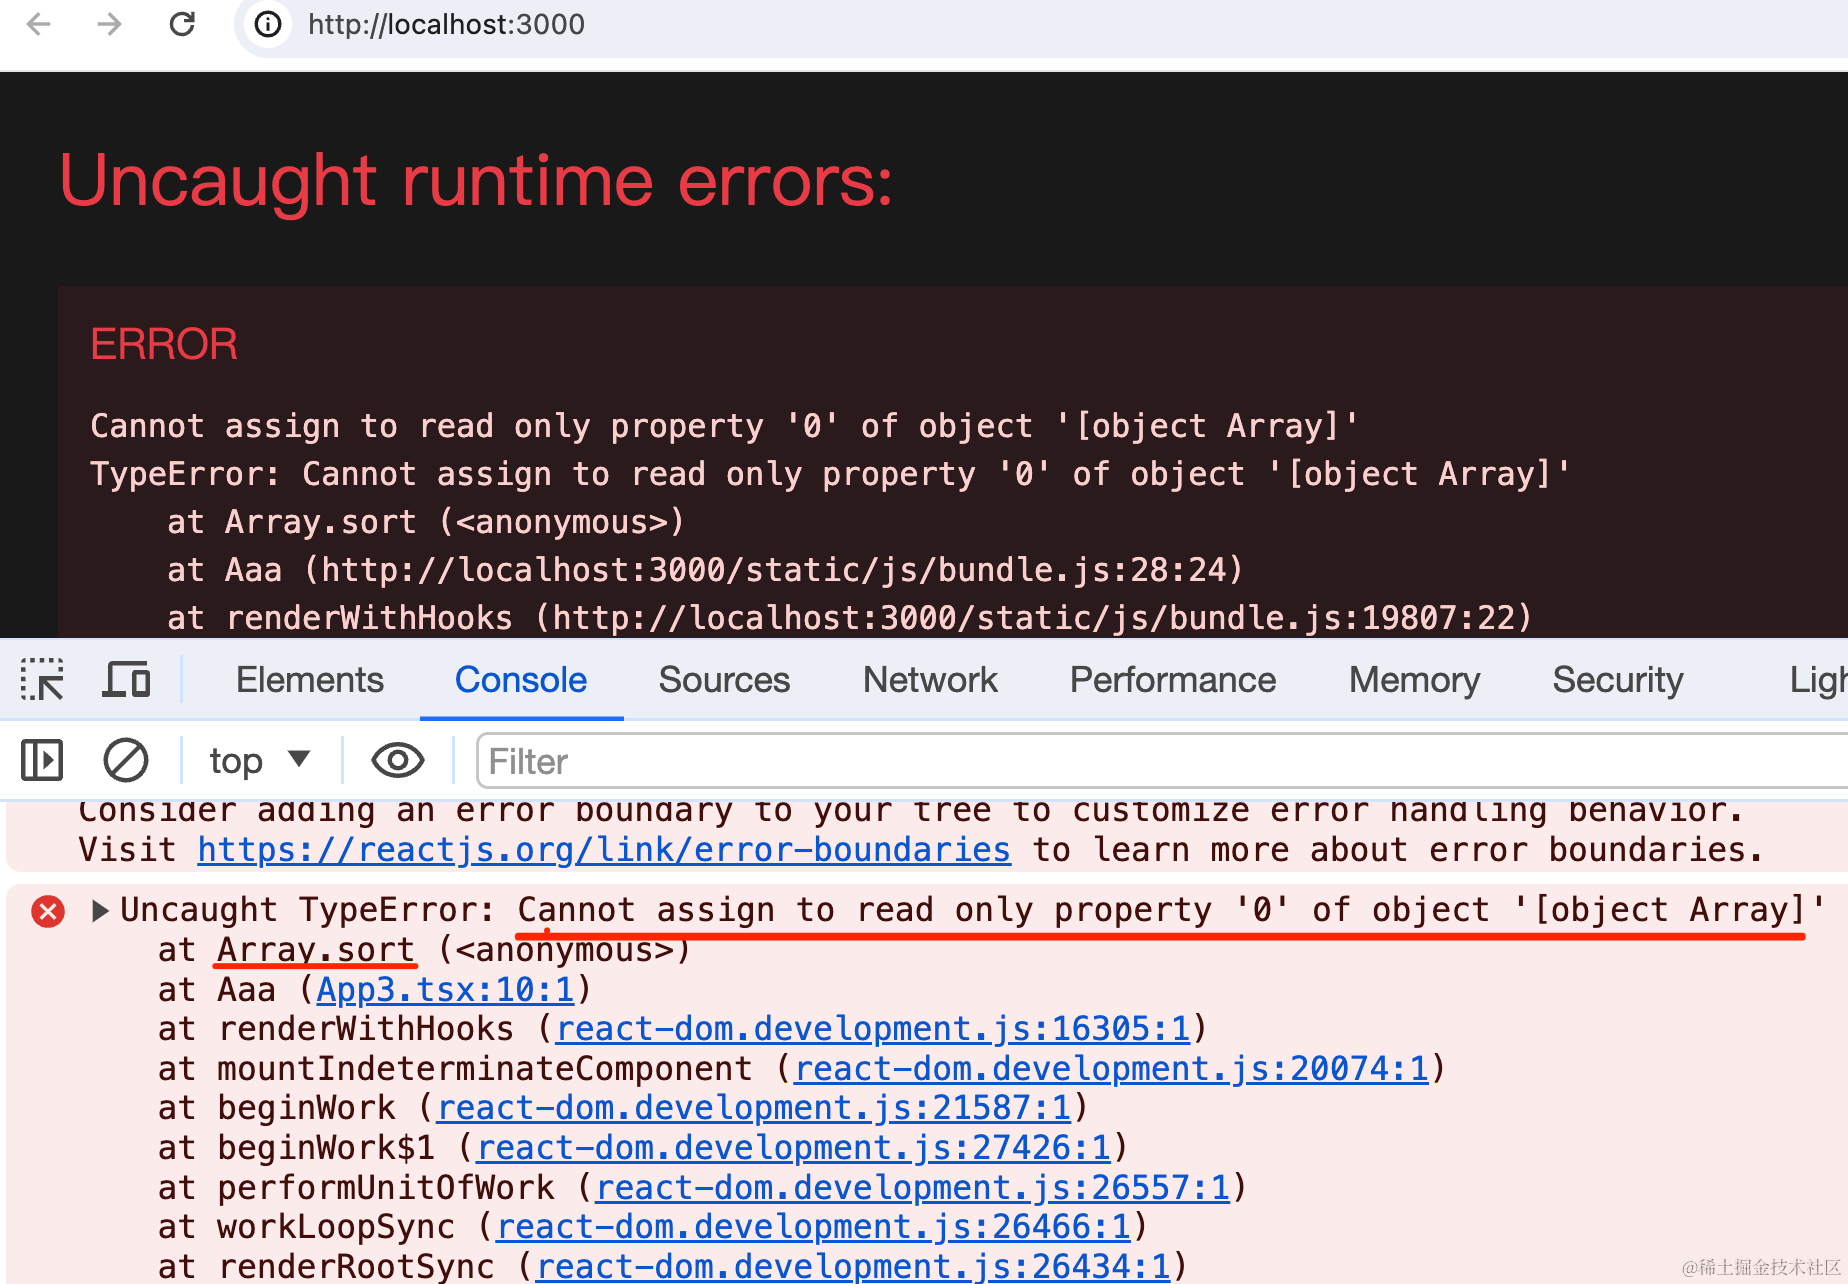 http://localhost:3000
Uncaught runtime errors:
ERROR
Cannot assign to read only property '0' of object '[object Array]'
TypeError: Cannot assign to read only property '0' of object '[object Array]'
at Array.sort (<anonymous>)
at Aaa (http://localhost:3000/static/js/bundle.js:28:24)
at renderWithHooks (http://localhost:3000/static/js/bundle.js:19807:22)
Elements Console Sources Network Performance Memory Security Ligh
top Filter
Consider adding an error boundary to your tree to customize error handling behavior.
Visit https://reactjs.org/link/error-boundaries to learn more about error boundaries.
Uncaught TypeError: Cannot assign to read only property '0' of object '[object Array]'
at Array.sort (<anonymous>)
at Aaa (App3.tsx:10:1)
at renderWithHooks (react-dom.development.js:16305:1)
at mountIndeterminateComponent (react-dom.development.js:20074:1)
at beginWork (react-dom.development.js:21587:1)
at beginWork$1 (react-dom.development.js:27426:1)
at performUnitOfWork (react-dom.development.js:26557:1)
at workLoopSync (react-dom.development.js:26466:1)
at renderRootSync (react-dom.development.js:26434:1)
@稀土掘金技术社区